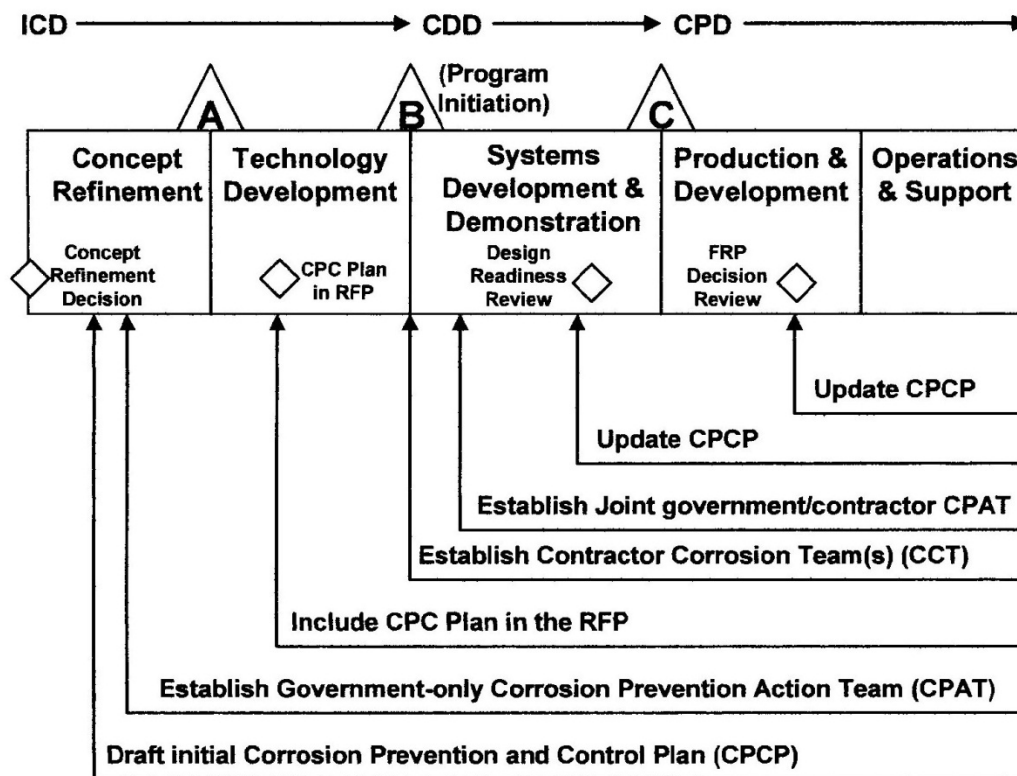 ICD CDD CPD
(Program
Initiation)
A B C
Concept
Refinement
Technology
Development
Systems
Development &
Demonstration
Production &
Development
Operations
& Support
Concept
Refinement
Decision
CPC Plan
in RFP
Design
Readiness
Review
FRP
Decision
Review
Update CPCP
Update CPCP
Establish Joint government/contractor CPAT
Establish Contractor Corrosion Team(s) (CCT)
Include CPC Plan in the RFP
Establish Government-only Corrosion Prevention Action Team (CPAT)
Draft initial Corrosion Prevention and Control Plan (CPCP)